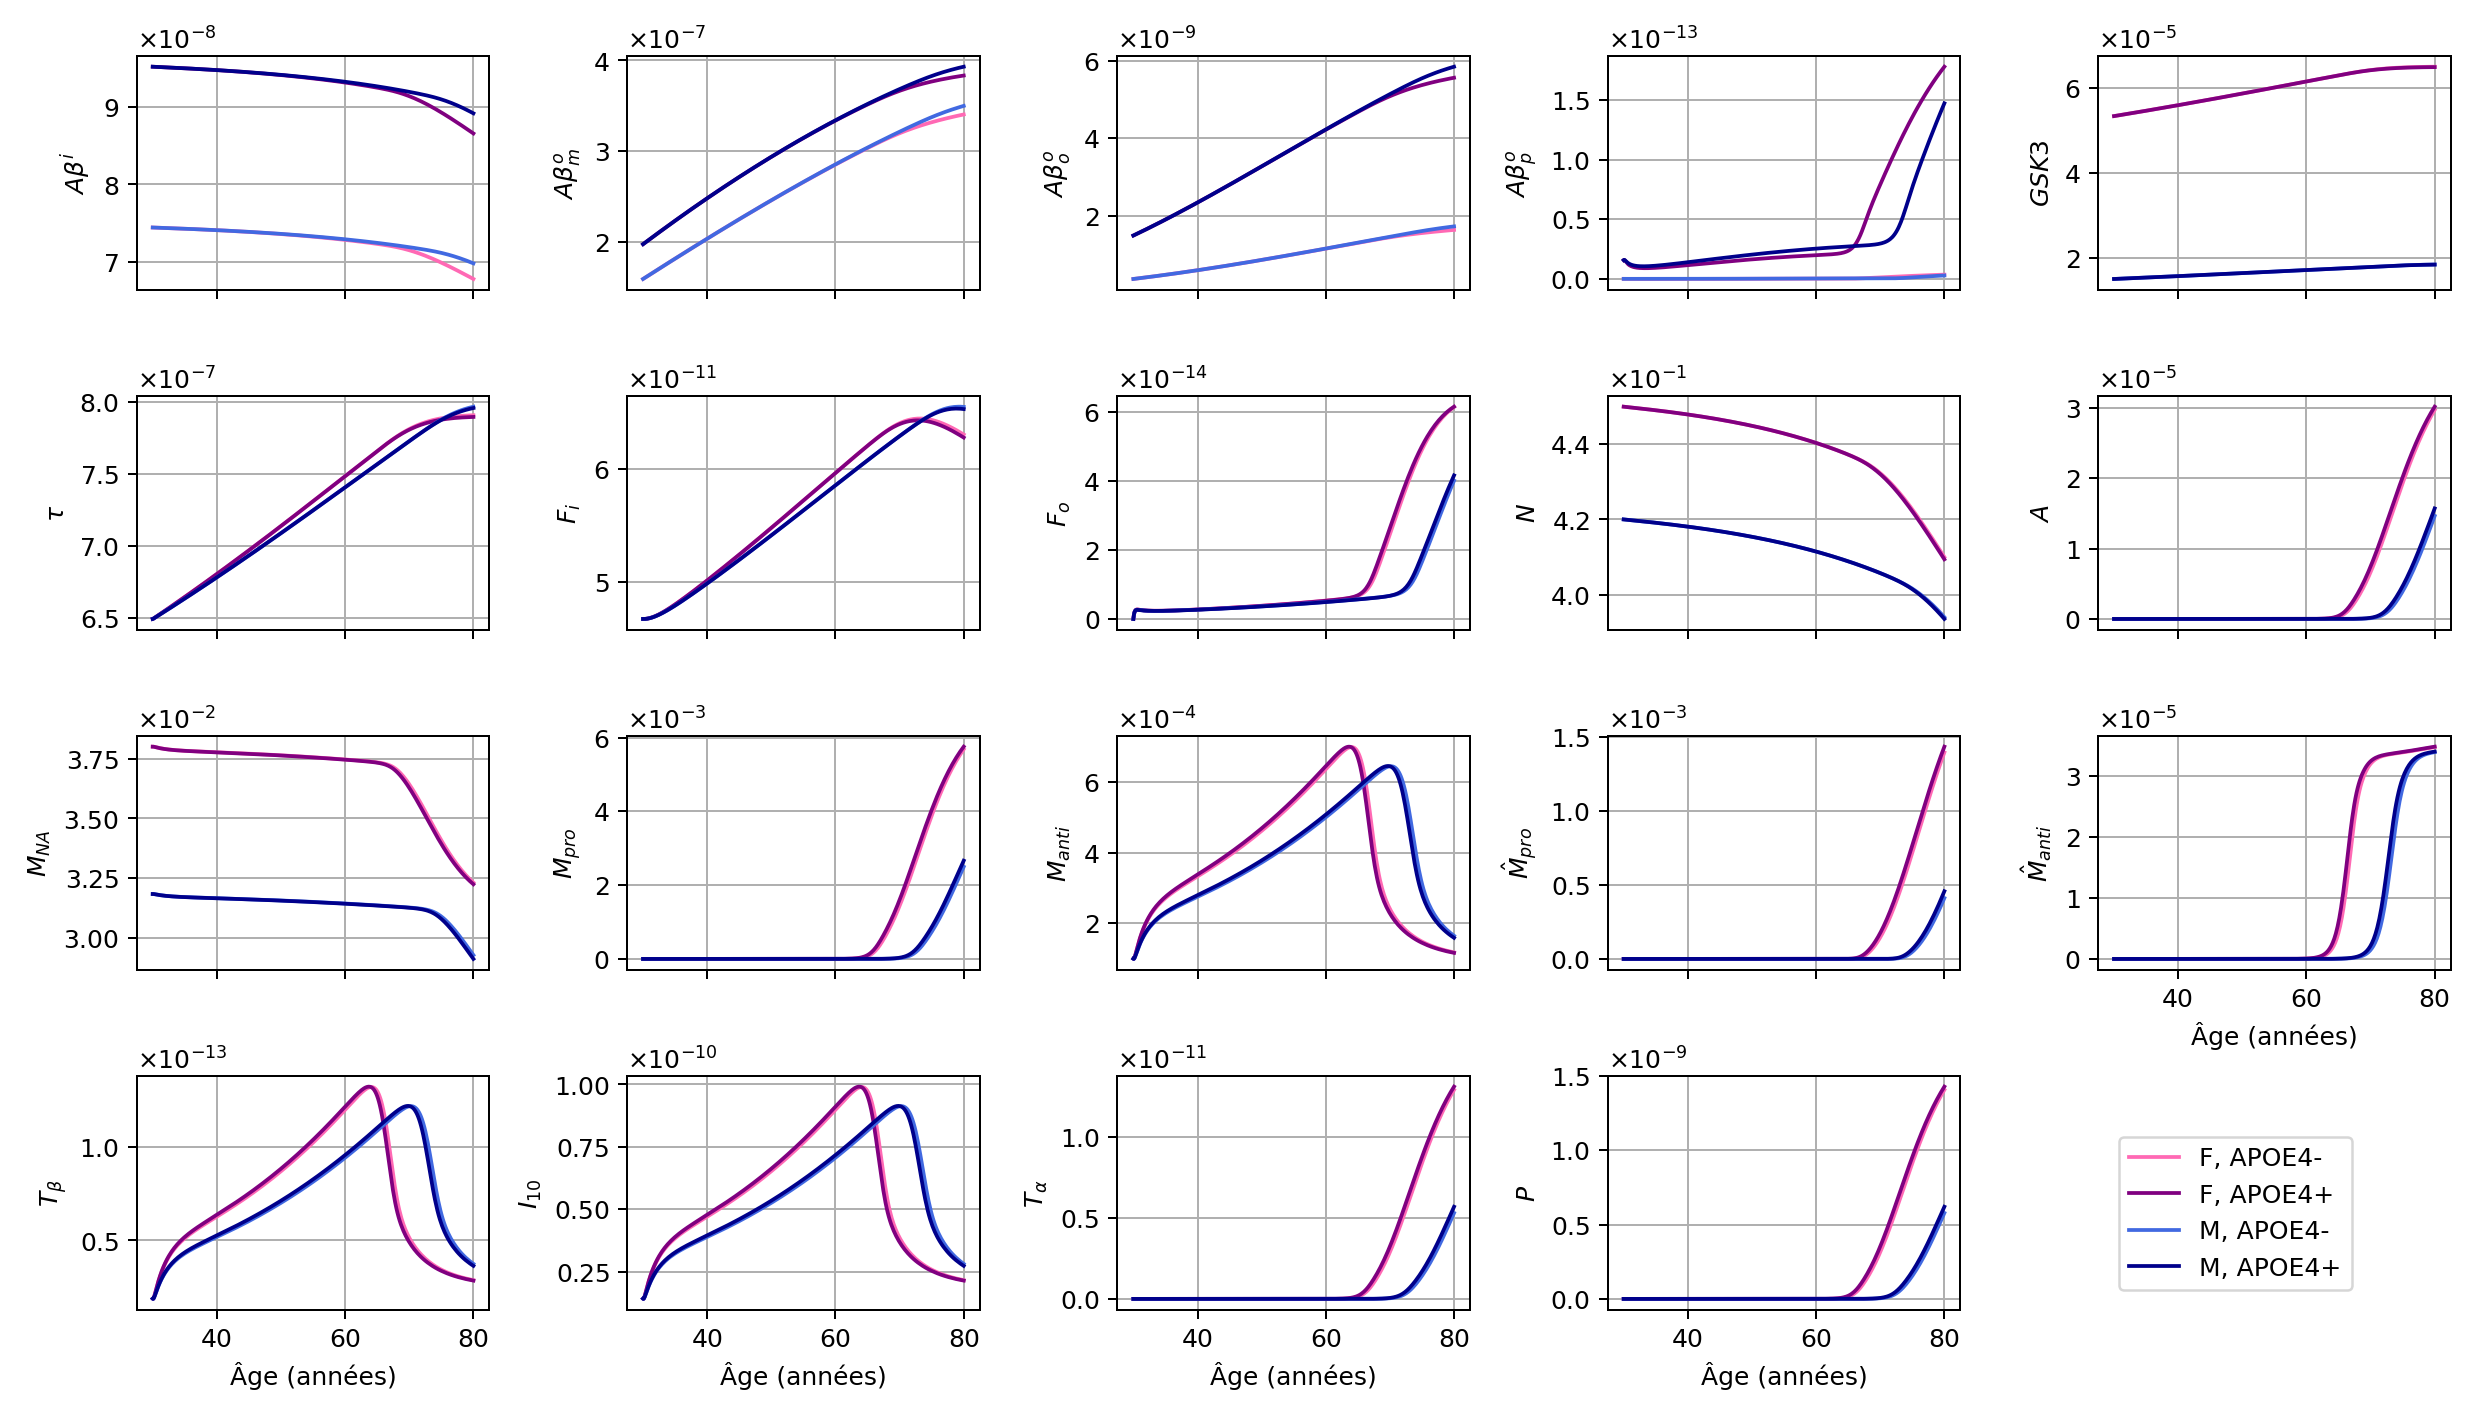 ×10⁻⁸
9
8
7
Aβⁱ
×10⁻⁷
4
3
2
Aβₘᵒ
×10⁻⁹
6
4
2
Aβₒᵒ
×10⁻¹³
1.5
1.0
0.5
0.0
Aβₚᵒ
×10⁻⁵
6
4
2
GSK3
×10⁻⁷
8.0
7.5
7.0
6.5
τ
×10⁻¹¹
6
5
Fᵢ
×10⁻¹⁴
6
4
2
0
Fₒ
×10⁻¹
4.4
4.2
4.0
N
×10⁻⁵
3
2
1
0
A
×10⁻²
3.75
3.50
3.25
3.00
M_NA
×10⁻³
6
4
2
0
M_pro
×10⁻⁴
6
4
2
M_anti
×10⁻³
1.5
1.0
0.5
0.0
M̂_pro
×10⁻⁵
3
2
1
0
M̂_anti
40 60 80
Âge (années)
×10⁻¹³
1.0
0.5
T_β
40 60 80
Âge (années)
×10⁻¹⁰
1.00
0.75
0.50
0.25
I₁₀
40 60 80
Âge (années)
×10⁻¹¹
1.0
0.5
0.0
T_α
40 60 80
Âge (années)
×10⁻⁹
1.5
1.0
0.5
0.0
P
40 60 80
Âge (années)
F, APOE4-
F, APOE4+
M, APOE4-
M, APOE4+